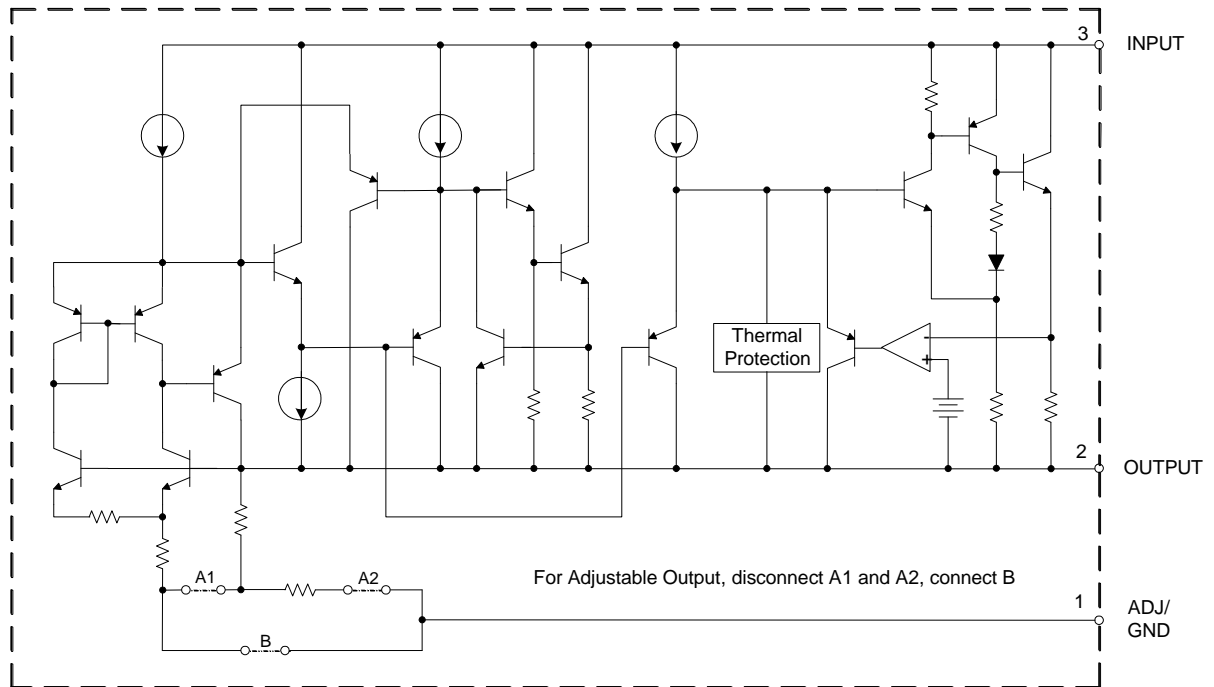 3
INPUT
Thermal
Protection
-
+
2
OUTPUT
A1
A2
For Adjustable Output, disconnect A1 and A2, connect B
1
ADJ/
GND
B